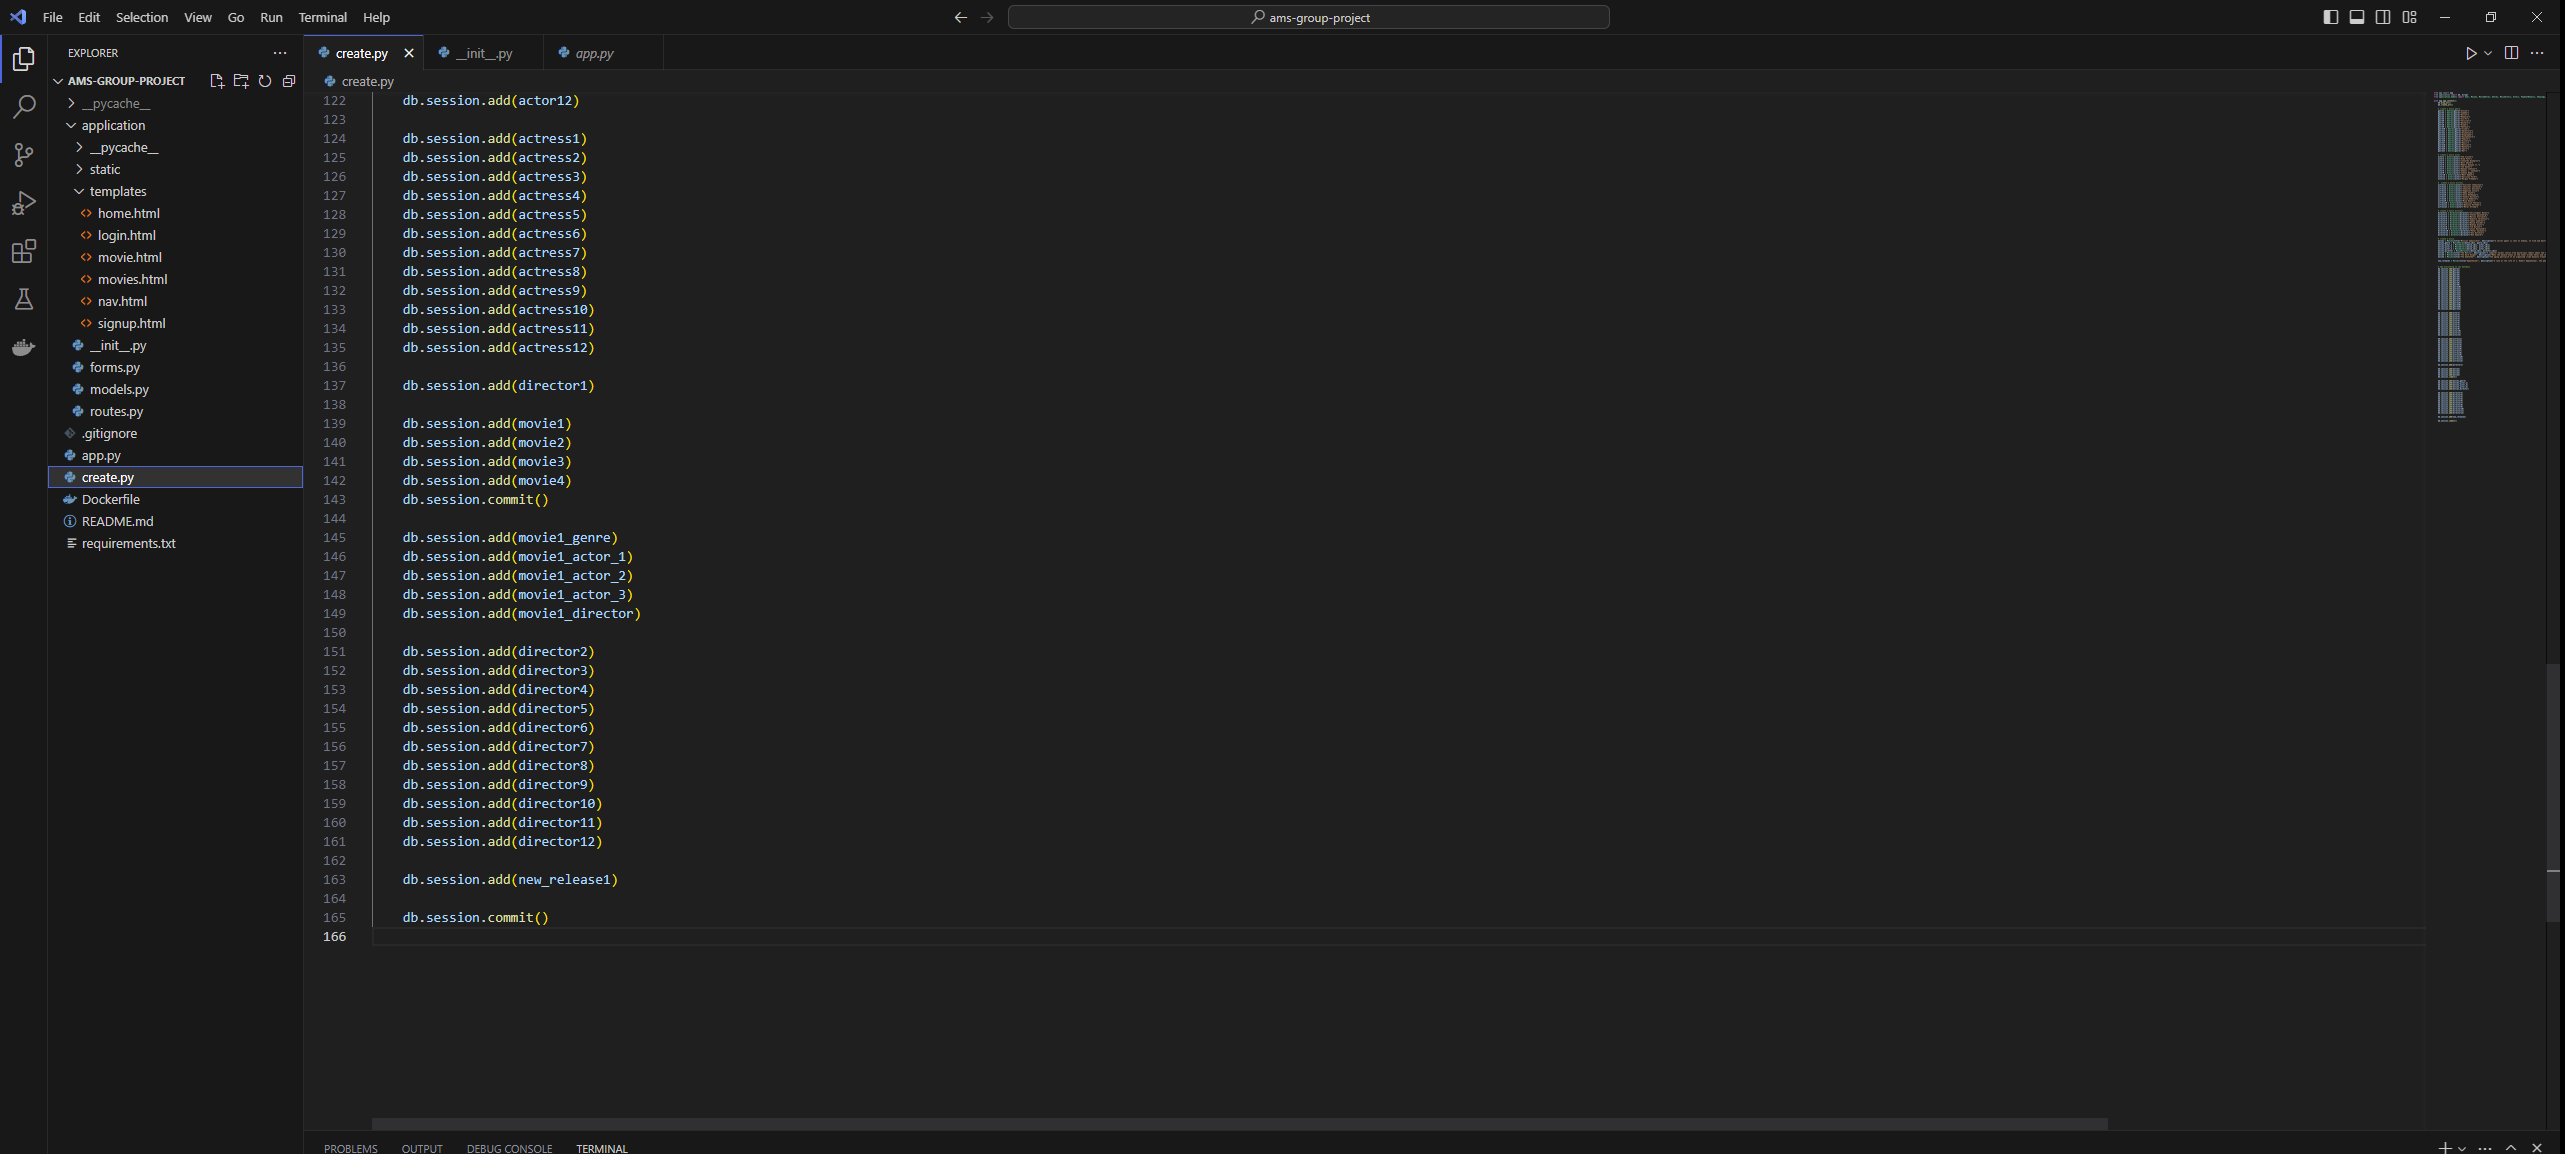 File Edit Selection View Go Run Terminal Help
ams-group-project
EXPLORER
AMS-GROUP-PROJECT
__pycache__
application
__pycache__
static
templates
home.html
login.html
movie.html
movies.html
nav.html
signup.html
__init__.py
forms.py
models.py
routes.py
.gitignore
app.py
create.py
Dockerfile
README.md
requirements.txt
create.py __init__.py app.py
create.py
122 db.session.add(actor12)
123
124 db.session.add(actress1)
125 db.session.add(actress2)
126 db.session.add(actress3)
127 db.session.add(actress4)
128 db.session.add(actress5)
129 db.session.add(actress6)
130 db.session.add(actress7)
131 db.session.add(actress8)
132 db.session.add(actress9)
133 db.session.add(actress10)
134 db.session.add(actress11)
135 db.session.add(actress12)
136
137 db.session.add(director1)
138
139 db.session.add(movie1)
140 db.session.add(movie2)
141 db.session.add(movie3)
142 db.session.add(movie4)
143 db.session.commit()
144
145 db.session.add(movie1_genre)
146 db.session.add(movie1_actor_1)
147 db.session.add(movie1_actor_2)
148 db.session.add(movie1_actor_3)
149 db.session.add(movie1_director)
150
151 db.session.add(director2)
152 db.session.add(director3)
153 db.session.add(director4)
154 db.session.add(director5)
155 db.session.add(director6)
156 db.session.add(director7)
157 db.session.add(director8)
158 db.session.add(director9)
159 db.session.add(director10)
160 db.session.add(director11)
161 db.session.add(director12)
162
163 db.session.add(new_release1)
164
165 db.session.commit()
166
PROBLEMS OUTPUT DEBUG CONSOLE TERMINAL